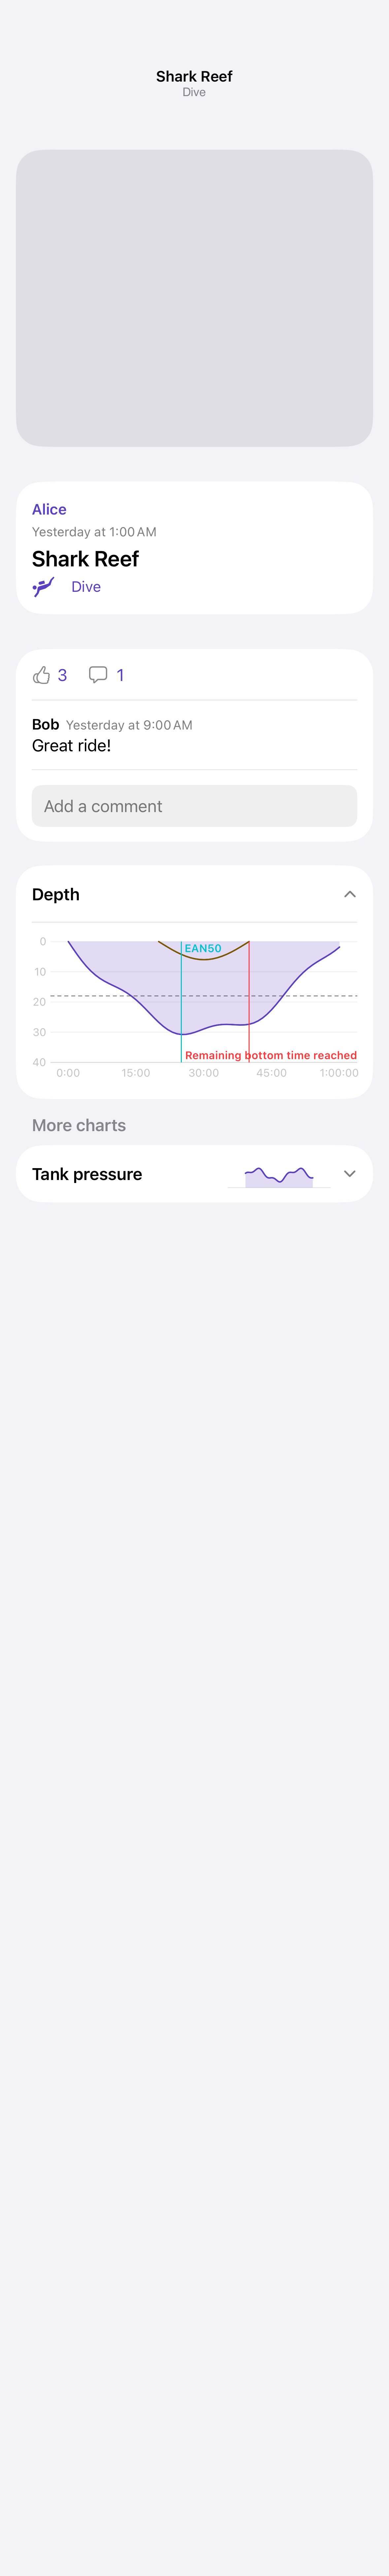 Shark Reef
Dive
Alice
Yesterday at 1:00 AM
Shark Reef
Dive
3 1
Bob Yesterday at 9:00 AM
Great ride!
Add a comment
Depth
0
EAN50
10
20
30
Remaining bottom time reached
40
0:00 15:00 30:00 45:00 1:00:00
More charts
Tank pressure